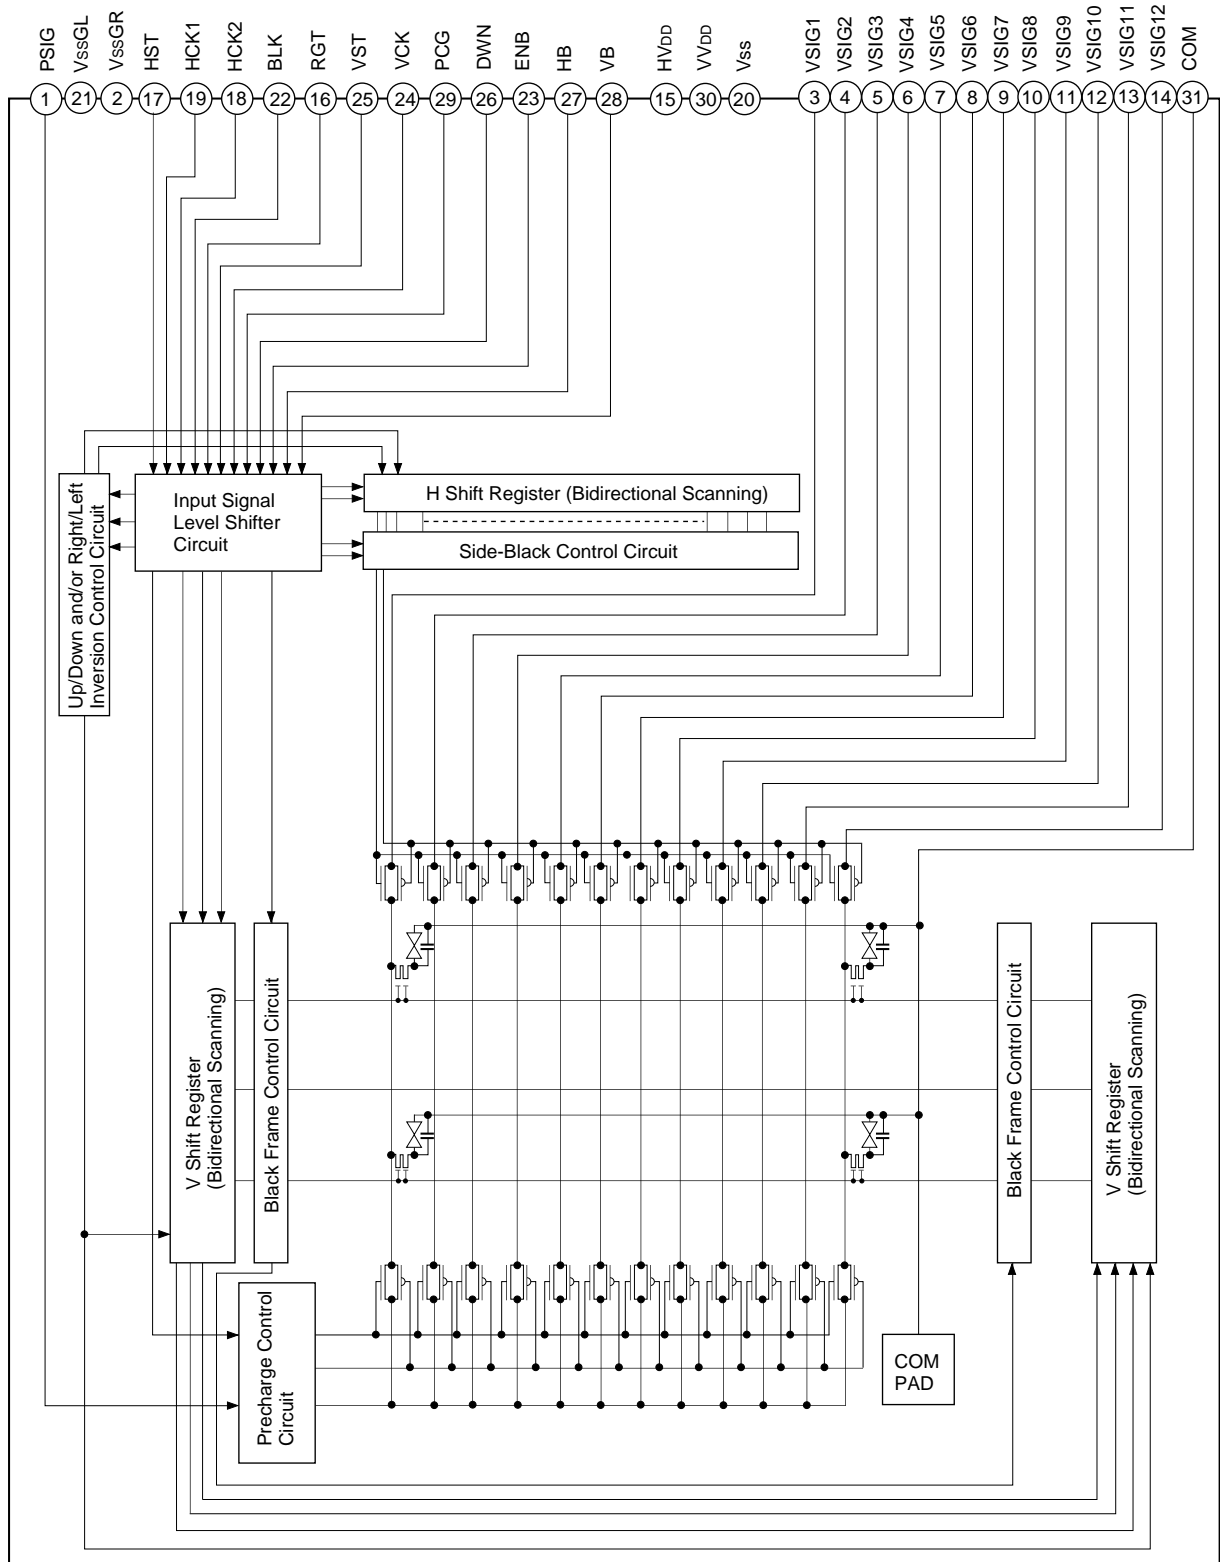 PSIG
VssGL
VssGR
HST
HCK1
HCK2
BLK
RGT
VST
VCK
PCG
DWN
ENB
HB
VB
HVDD
VVDD
Vss
VSIG1
VSIG2
VSIG3
VSIG4
VSIG5
VSIG6
VSIG7
VSIG8
VSIG9
VSIG10
VSIG11
VSIG12
COM
1
21
2
17
19
18
22
16
25
24
29
26
23
27
28
15
30
20
3
4
5
6
7
8
9
10
11
12
13
14
31
Up/Down and/or Right/Left
Inversion Control Circuit
Input Signal
Level Shifter
Circuit
H Shift Register (Bidirectional Scanning)
Side-Black Control Circuit
V Shift Register
(Bidirectional Scanning)
Black Frame Control Circuit
Black Frame Control Circuit
V Shift Register
(Bidirectional Scanning)
Precharge Control
Circuit
COM
PAD